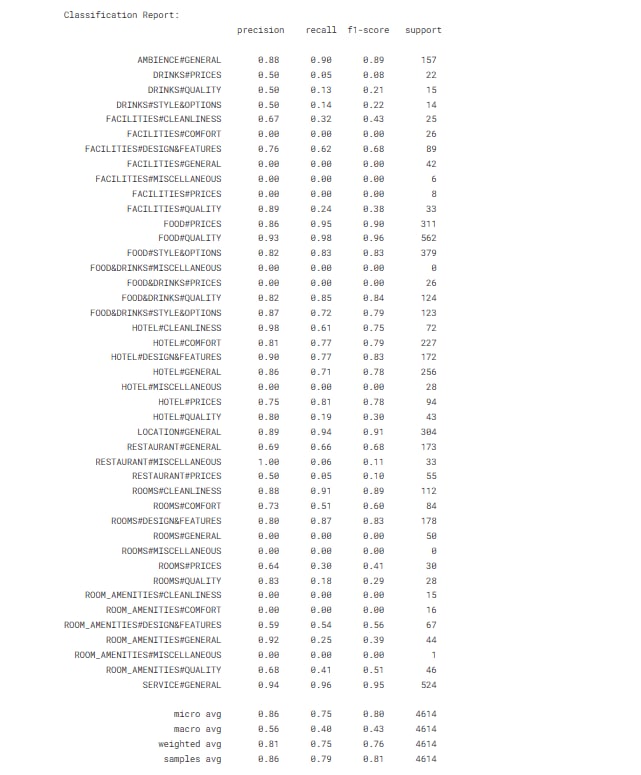 Classification Report:
precision recall f1-score support
AMBIENCE#GENERAL 0.88 0.90 0.89 157
DRINKS#PRICES 0.50 0.05 0.08 22
DRINKS#QUALITY 0.50 0.13 0.21 15
DRINKS#STYLE&OPTIONS 0.50 0.14 0.22 14
FACILITIES#CLEANLINESS 0.67 0.32 0.43 25
FACILITIES#COMFORT 0.00 0.00 0.00 26
FACILITIES#DESIGN&FEATURES 0.76 0.62 0.68 89
FACILITIES#GENERAL 0.00 0.00 0.00 42
FACILITIES#MISCELLANEOUS 0.00 0.00 0.00 6
FACILITIES#PRICES 0.00 0.00 0.00 8
FACILITIES#QUALITY 0.89 0.24 0.38 33
FOOD#PRICES 0.86 0.95 0.90 311
FOOD#QUALITY 0.93 0.98 0.96 562
FOOD#STYLE&OPTIONS 0.82 0.83 0.83 379
FOOD&DRINKS#MISCELLANEOUS 0.00 0.00 0.00 0
FOOD&DRINKS#PRICES 0.00 0.00 0.00 26
FOOD&DRINKS#QUALITY 0.82 0.85 0.84 124
FOOD&DRINKS#STYLE&OPTIONS 0.87 0.72 0.79 123
HOTEL#CLEANLINESS 0.98 0.61 0.75 72
HOTEL#COMFORT 0.81 0.77 0.79 227
HOTEL#DESIGN&FEATURES 0.90 0.77 0.83 172
HOTEL#GENERAL 0.86 0.71 0.78 256
HOTEL#MISCELLANEOUS 0.00 0.00 0.00 28
HOTEL#PRICES 0.75 0.81 0.78 94
HOTEL#QUALITY 0.80 0.19 0.30 43
LOCATION#GENERAL 0.89 0.94 0.91 304
RESTAURANT#GENERAL 0.69 0.66 0.68 173
RESTAURANT#MISCELLANEOUS 1.00 0.06 0.11 33
RESTAURANT#PRICES 0.50 0.05 0.10 55
ROOMS#CLEANLINESS 0.88 0.91 0.89 112
ROOMS#COMFORT 0.73 0.51 0.60 84
ROOMS#DESIGN&FEATURES 0.80 0.87 0.83 178
ROOMS#GENERAL 0.00 0.00 0.00 50
ROOMS#MISCELLANEOUS 0.00 0.00 0.00 0
ROOMS#PRICES 0.64 0.30 0.41 30
ROOMS#QUALITY 0.83 0.18 0.29 28
ROOM_AMENITIES#CLEANLINESS 0.00 0.00 0.00 15
ROOM_AMENITIES#COMFORT 0.00 0.00 0.00 16
ROOM_AMENITIES#DESIGN&FEATURES 0.59 0.54 0.56 67
ROOM_AMENITIES#GENERAL 0.92 0.25 0.39 44
ROOM_AMENITIES#MISCELLANEOUS 0.00 0.00 0.00 1
ROOM_AMENITIES#QUALITY 0.68 0.41 0.51 46
SERVICE#GENERAL 0.94 0.96 0.95 524
micro avg 0.86 0.75 0.80 4614
macro avg 0.56 0.40 0.43 4614
weighted avg 0.81 0.75 0.76 4614
samples avg 0.86 0.79 0.81 4614